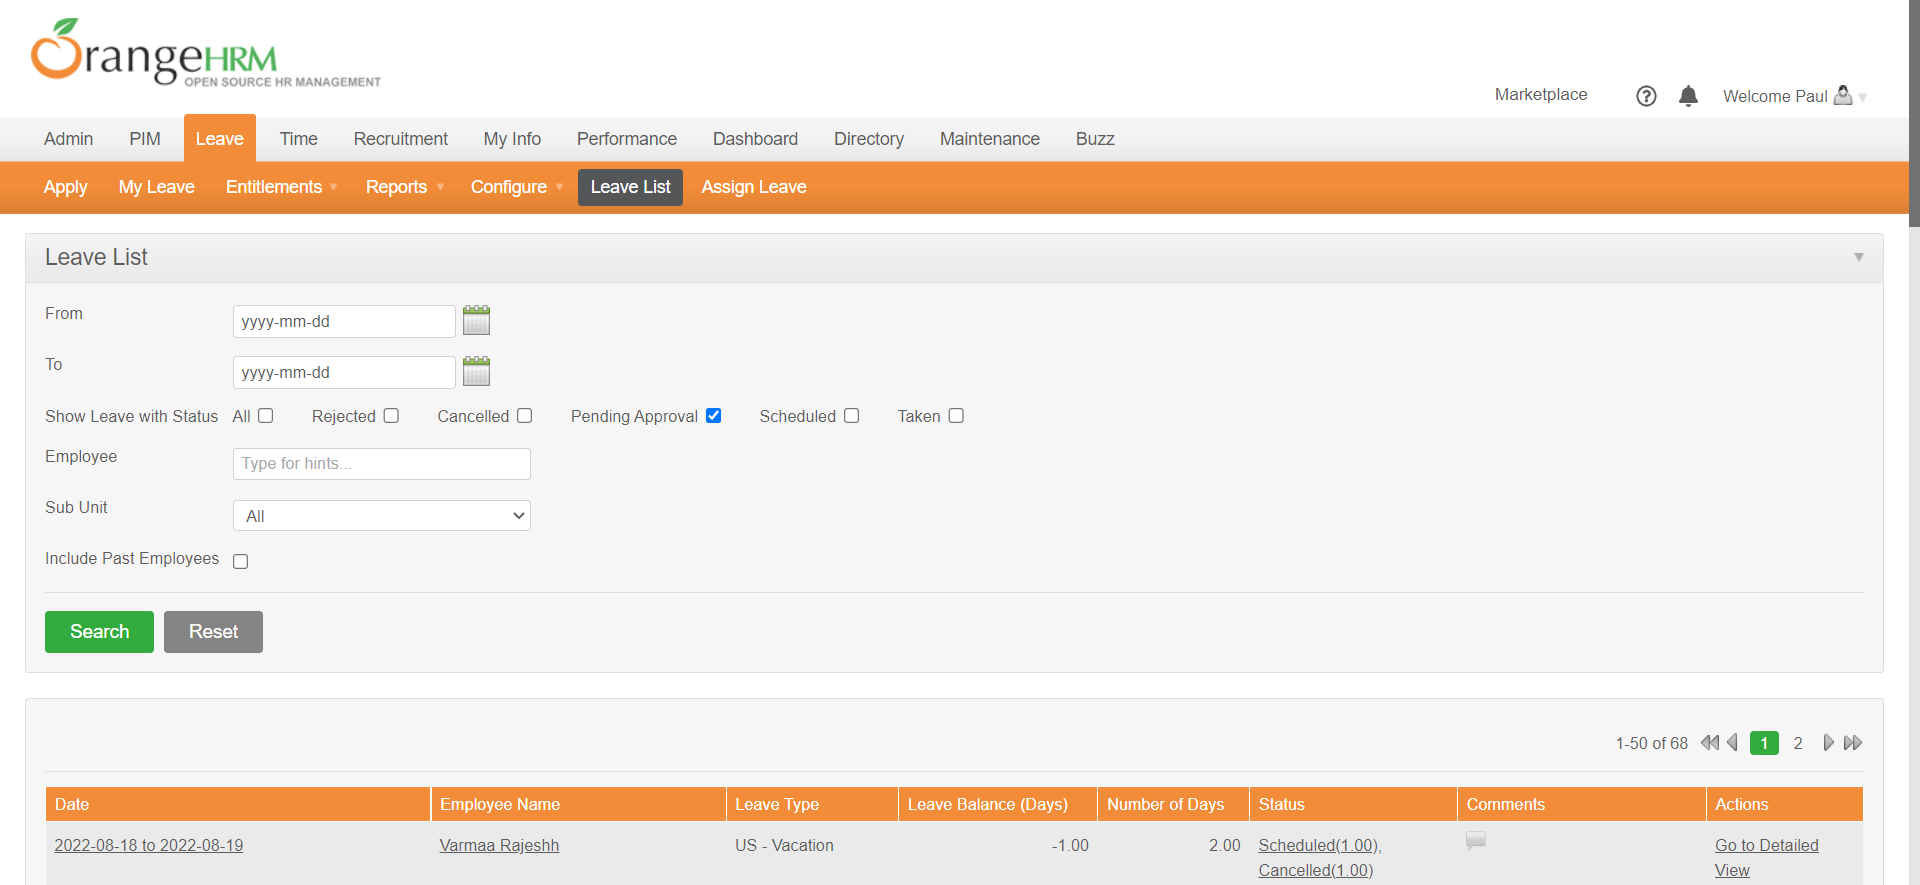 OrangeHRM
OPEN SOURCE HR MANAGEMENT
Marketplace
Welcome Paul
Admin PIM Leave Time Recruitment My Info Performance Dashboard Directory Maintenance Buzz
Apply My Leave Entitlements Reports Configure Leave List Assign Leave
Leave List
From yyyy-mm-dd
To yyyy-mm-dd
Show Leave with Status All Rejected Cancelled Pending Approval Scheduled Taken
Employee Type for hints...
Sub Unit All
Include Past Employees
Search Reset
1-50 of 68 1 2
Date Employee Name Leave Type Leave Balance (Days) Number of Days Status Comments Actions
2022-08-18 to 2022-08-19 Varmaa Rajeshh US - Vacation -1.00 2.00 Scheduled(1.00), Go to Detailed
Cancelled(1.00) View